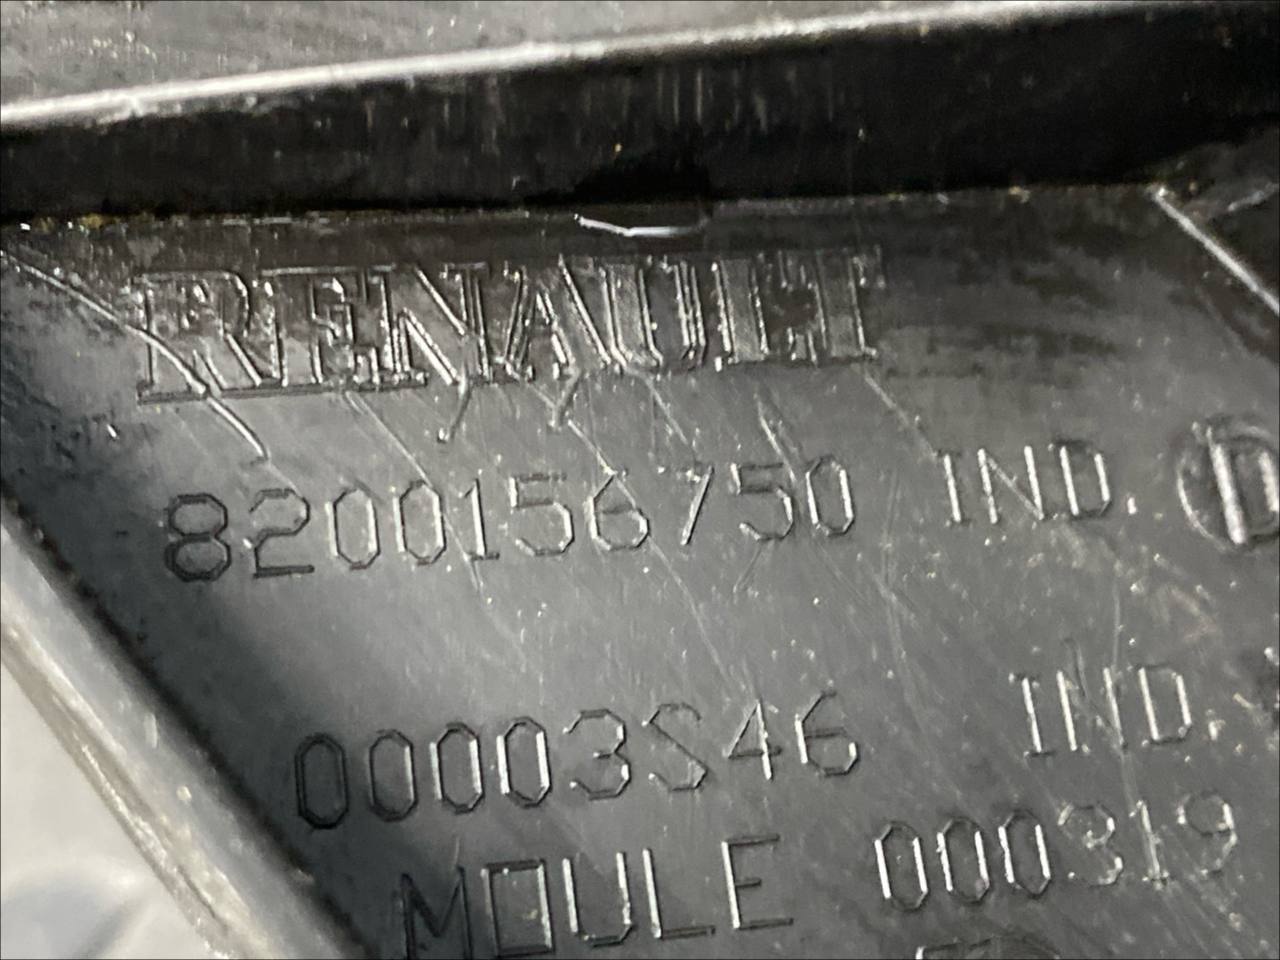 RENAULT
8200156750 IND. D
00003S46 IND.
MOULE 000319